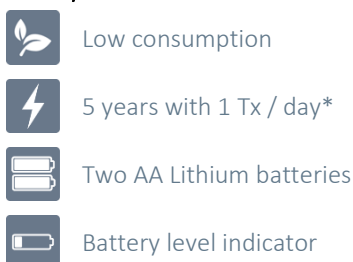 Low consumption
5 years with 1 Tx / day*
Two AA Lithium batteries
Battery level indicator